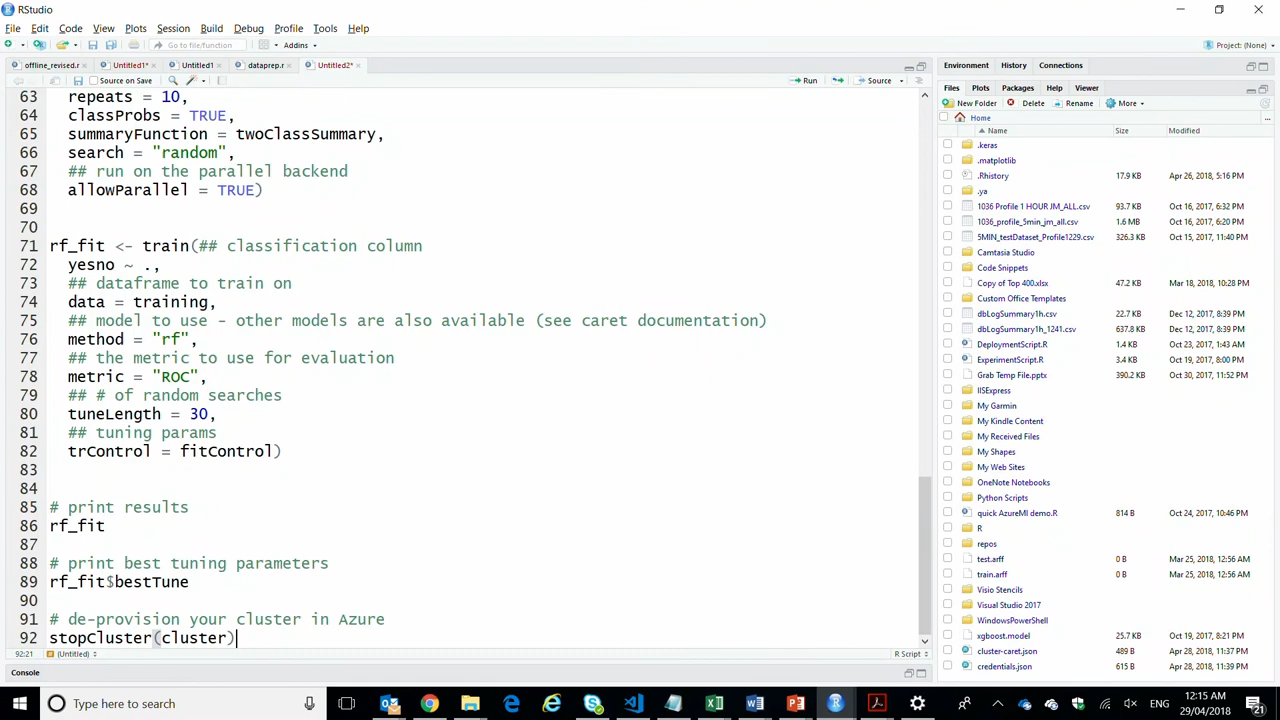 RStudio
File Edit Code View Plots Session Build Debug Profile Tools Help
Go to file/function Addins Project: (None)
offline_revised.r Untitled1* Untitled1 dataprep.r Untitled2*
Source on Save Run Source
63 repeats = 10,
64 classProbs = TRUE,
65 summaryFunction = twoClassSummary,
66 search = "random",
67 ## run on the parallel backend
68 allowParallel = TRUE)
69
70
71 rf_fit <- train(## classification column
72 yesno ~ .,
73 ## dataframe to train on
74 data = training,
75 ## model to use - other models are also available (see caret documentation)
76 method = "rf",
77 ## the metric to use for evaluation
78 metric = "ROC",
79 ## # of random searches
80 tuneLength = 30,
81 ## tuning params
82 trControl = fitControl)
83
84
85 # print results
86 rf_fit
87
88 # print best tuning parameters
89 rf_fit$bestTune
90
91 # de-provision your cluster in Azure
92 stopCluster(cluster)
92:21 (Untitled) R Script
Console
Environment History Connections
Files Plots Packages Help Viewer
New Folder Delete Rename More
Home ...
Name Size Modified
.keras
.matplotlib
.Rhistory 17.9 KB Apr 26, 2018, 5:16 PM
.ya
1036 Profile 1 HOUR JM_ALL.csv 93.7 KB Oct 16, 2017, 6:32 PM
1036_profile_5min_jm_all.csv 1.6 MB Oct 16, 2017, 6:20 PM
5MIN_testDataset_Profile1229.csv 326.3 KB Oct 15, 2017, 11:40 PM
Camtasia Studio
Code Snippets
Copy of Top 400.xlsx 47.2 KB Mar 18, 2018, 10:28 PM
Custom Office Templates
dbLogSummary1h.csv 22.7 KB Dec 12, 2017, 8:39 PM
dbLogSummary1h_1241.csv 637.8 KB Dec 12, 2017, 8:39 PM
DeploymentScript.R 1.4 KB Oct 23, 2017, 1:43 AM
ExperimentScript.R 3.4 KB Oct 19, 2017, 8:00 PM
Grab Temp File.pptx 390.2 KB Oct 30, 2017, 11:52 PM
IISExpress
My Garmin
My Kindle Content
My Received Files
My Shapes
My Web Sites
OneNote Notebooks
Python Scripts
quick AzureMl demo.R 814 B Oct 24, 2017, 10:46 PM
R
repos
test.arff 0 B Mar 25, 2018, 12:56 AM
train.arff 0 B Mar 25, 2018, 12:56 AM
Visio Stencils
Visual Studio 2017
WindowsPowerShell
xgboost.model 25.7 KB Oct 19, 2017, 8:21 PM
cluster-caret.json 489 B Apr 28, 2018, 11:37 PM
credentials.json 615 B Apr 28, 2018, 11:39 PM
Type here to search
ENG
12:15 AM
29/04/2018
21